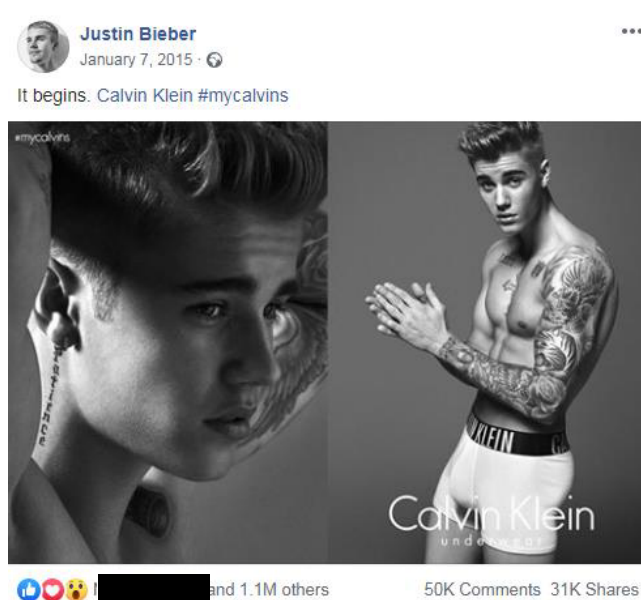 Justin Bieber
January 7, 2015 ·
It begins. Calvin Klein #mycalvins
#mycalvins
KLEIN
Calvin Klein
underwear
and 1.1M others
50K Comments 31K Shares